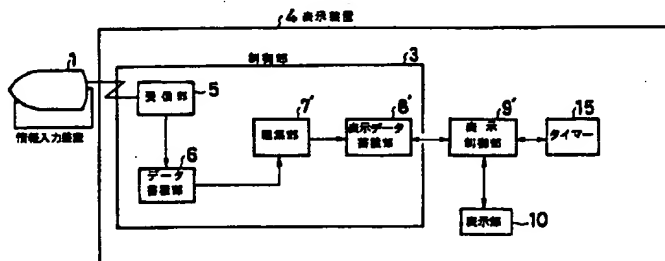 4 表示装置
1
制御部
3
受信部
5
情報入力装置
データ
蓄積部
6
編集部
7'
表示データ
蓄積部
8'
表示
制御部
9'
タイマー
15
表示部
10